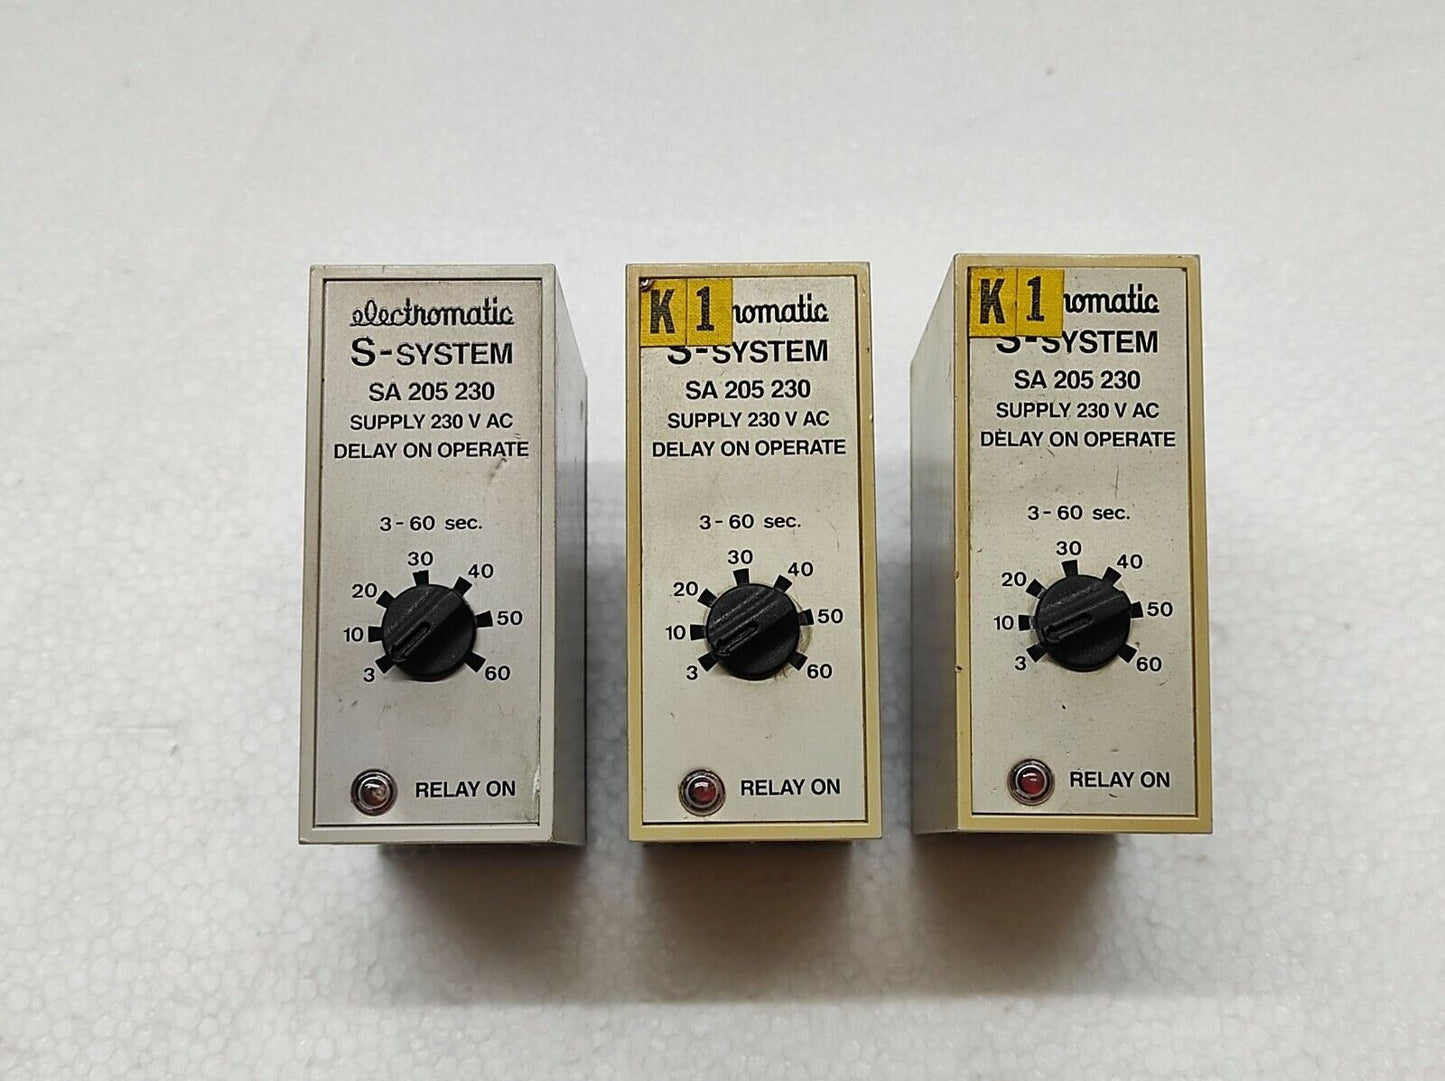 electromatic
S-SYSTEM
SA 205 230
SUPPLY 230 V AC
DELAY ON OPERATE
3 - 60 sec.
30
20 40
10 50
3 60
RELAY ON
K 1 romatic
S-SYSTEM
SA 205 230
SUPPLY 230 V AC
DELAY ON OPERATE
3 - 60 sec.
30
20 40
10 50
3 60
RELAY ON
K 1 romatic
S-SYSTEM
SA 205 230
SUPPLY 230 V AC
DELAY ON OPERATE
3 - 60 sec.
30
20 40
10 50
3 60
RELAY ON